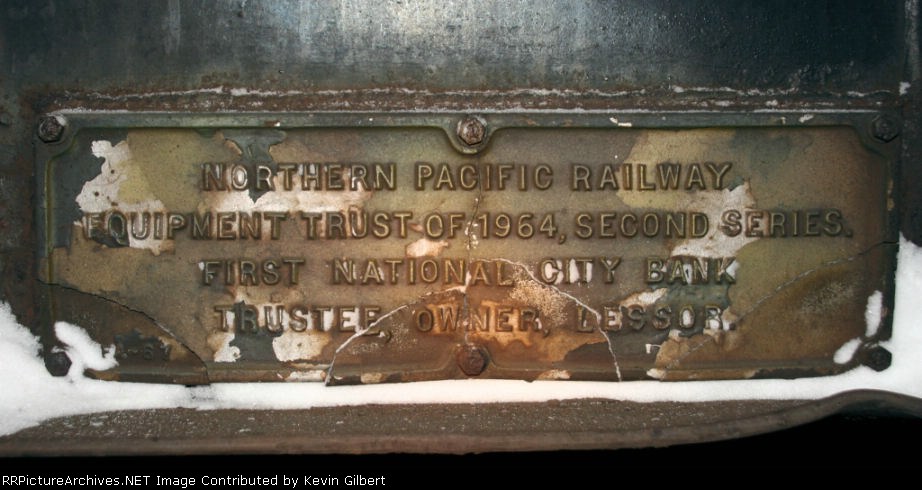 NORTHERN PACIFIC RAILWAY
EQUIPMENT TRUST OF 1964, SECOND SERIES.
FIRST NATIONAL CITY BANK
TRUSTEE, OWNER, LESSOR.
RRPictureArchives.NET Image Contributed by Kevin Gilbert